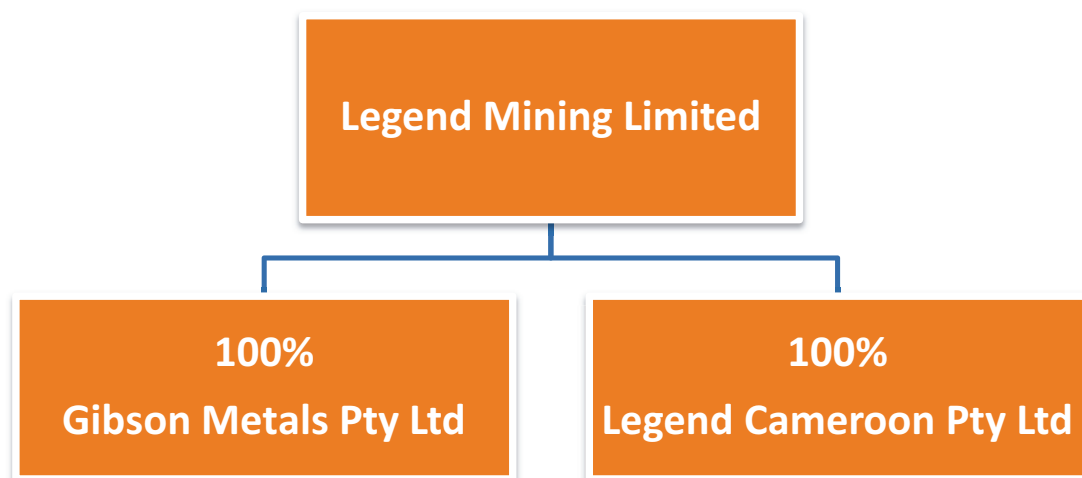 Legend Mining Limited
100%
Gibson Metals Pty Ltd
100%
Legend Cameroon Pty Ltd